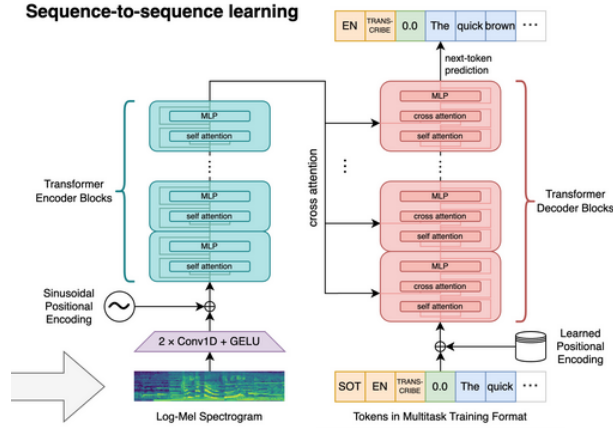 Sequence-to-sequence learning
EN TRANS-CRIBE 0.0 The quick brown ...
next-token
prediction
MLP
self attention
MLP
self attention
MLP
self attention
Transformer
Encoder Blocks
cross attention
MLP
cross attention
self attention
MLP
cross attention
self attention
MLP
cross attention
self attention
Transformer
Decoder Blocks
Sinusoidal
Positional
Encoding
2 × Conv1D + GELU
Log-Mel Spectrogram
Learned
Positional
Encoding
SOT EN TRANS-CRIBE 0.0 The quick ...
Tokens in Multitask Training Format